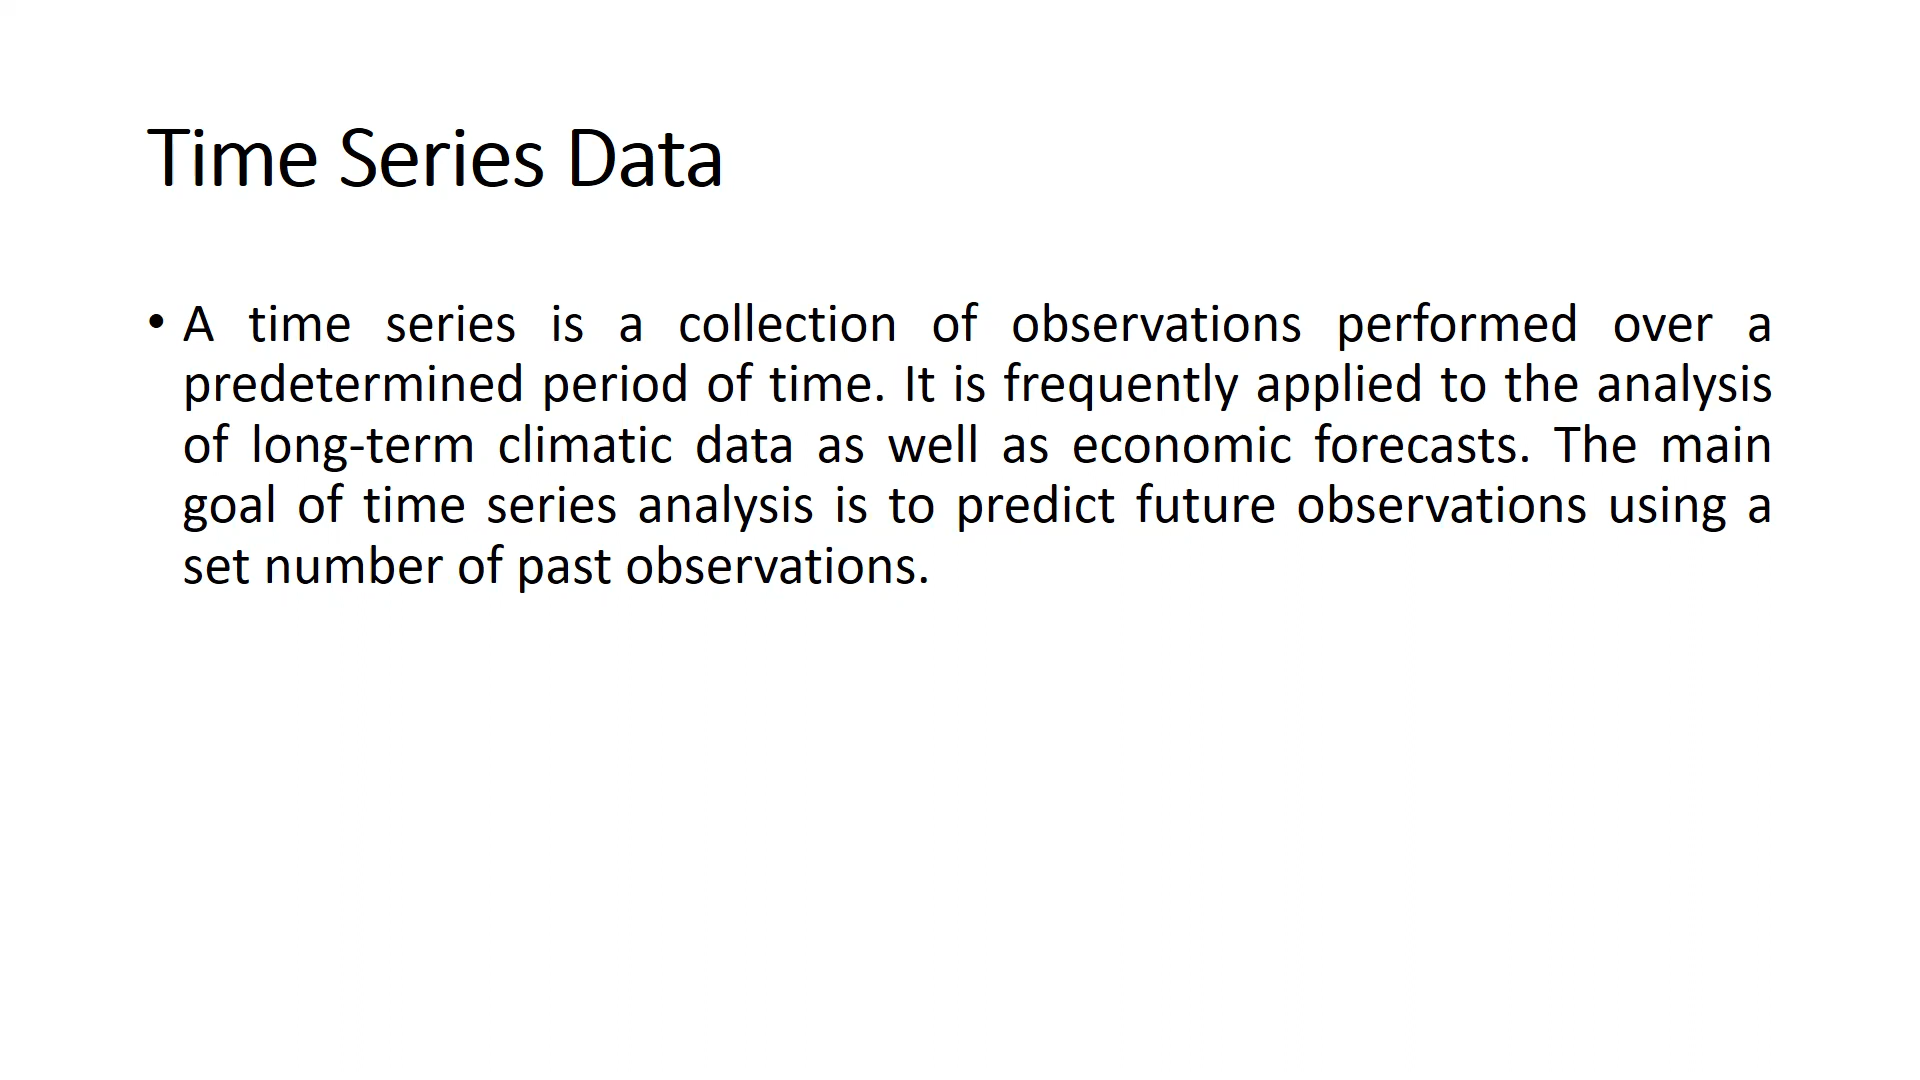 Time Series Data
• A time series is a collection of observations performed over a
predetermined period of time. It is frequently applied to the analysis
of long-term climatic data as well as economic forecasts. The main
goal of time series analysis is to predict future observations using a
set number of past observations.